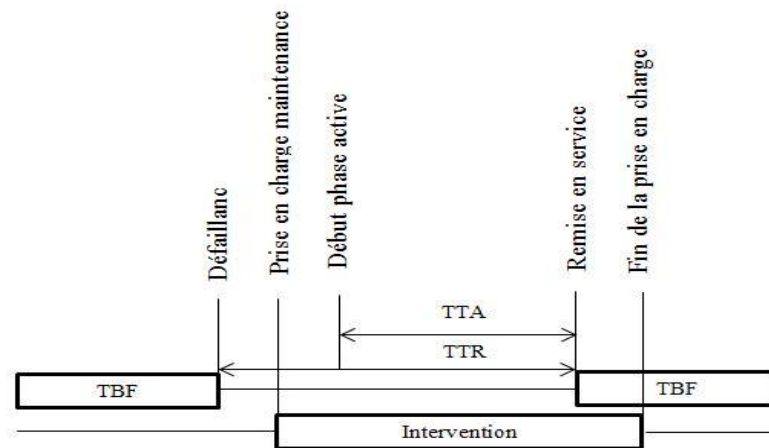 Défaillanc
Prise en charge maintenance
Début phase active
Remise en service
Fin de la prise en charge
TTA
TTR
TBF
TBF
Intervention